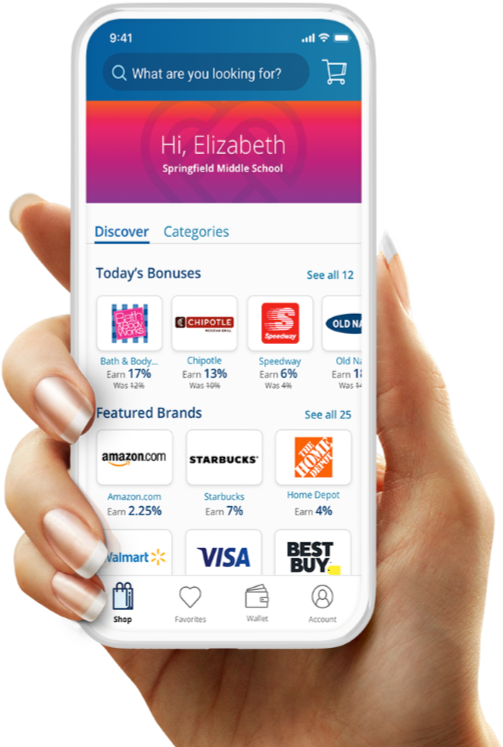 9:41
What are you looking for?
Hi, Elizabeth
Springfield Middle School
Discover Categories
Today's Bonuses See all 12
Bath & Body Works
CHIPOTLE
MEXICAN GRILL
Speedway
OLD NA
Bath & Body... Chipotle Speedway Old Na
Earn 17% Earn 13% Earn 6% Earn 1
Was 12% Was 10% Was 4% Was
Featured Brands See all 25
amazon.com STARBUCKS THE HOME DEPOT
Amazon.com Starbucks Home Depot
Earn 2.25% Earn 7% Earn 4%
Walmart VISA BEST BUY
Shop Favorites Wallet Account